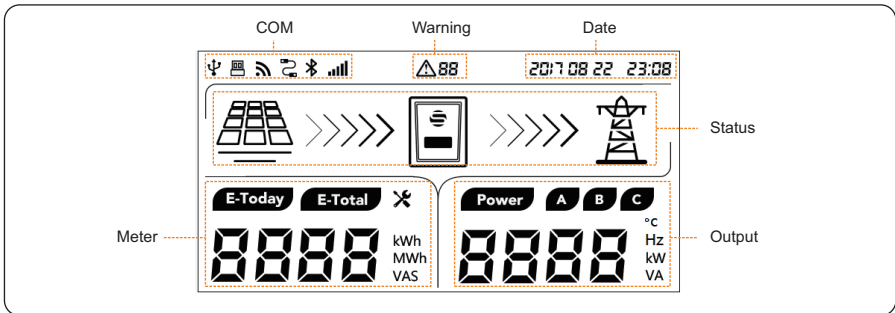 COM Warning Date
88 2017 08 22 23:08
Status
E-Today E-Total Power A B C
Meter 8888 kWh MWh VAS 8888 °C Hz kW VA Output